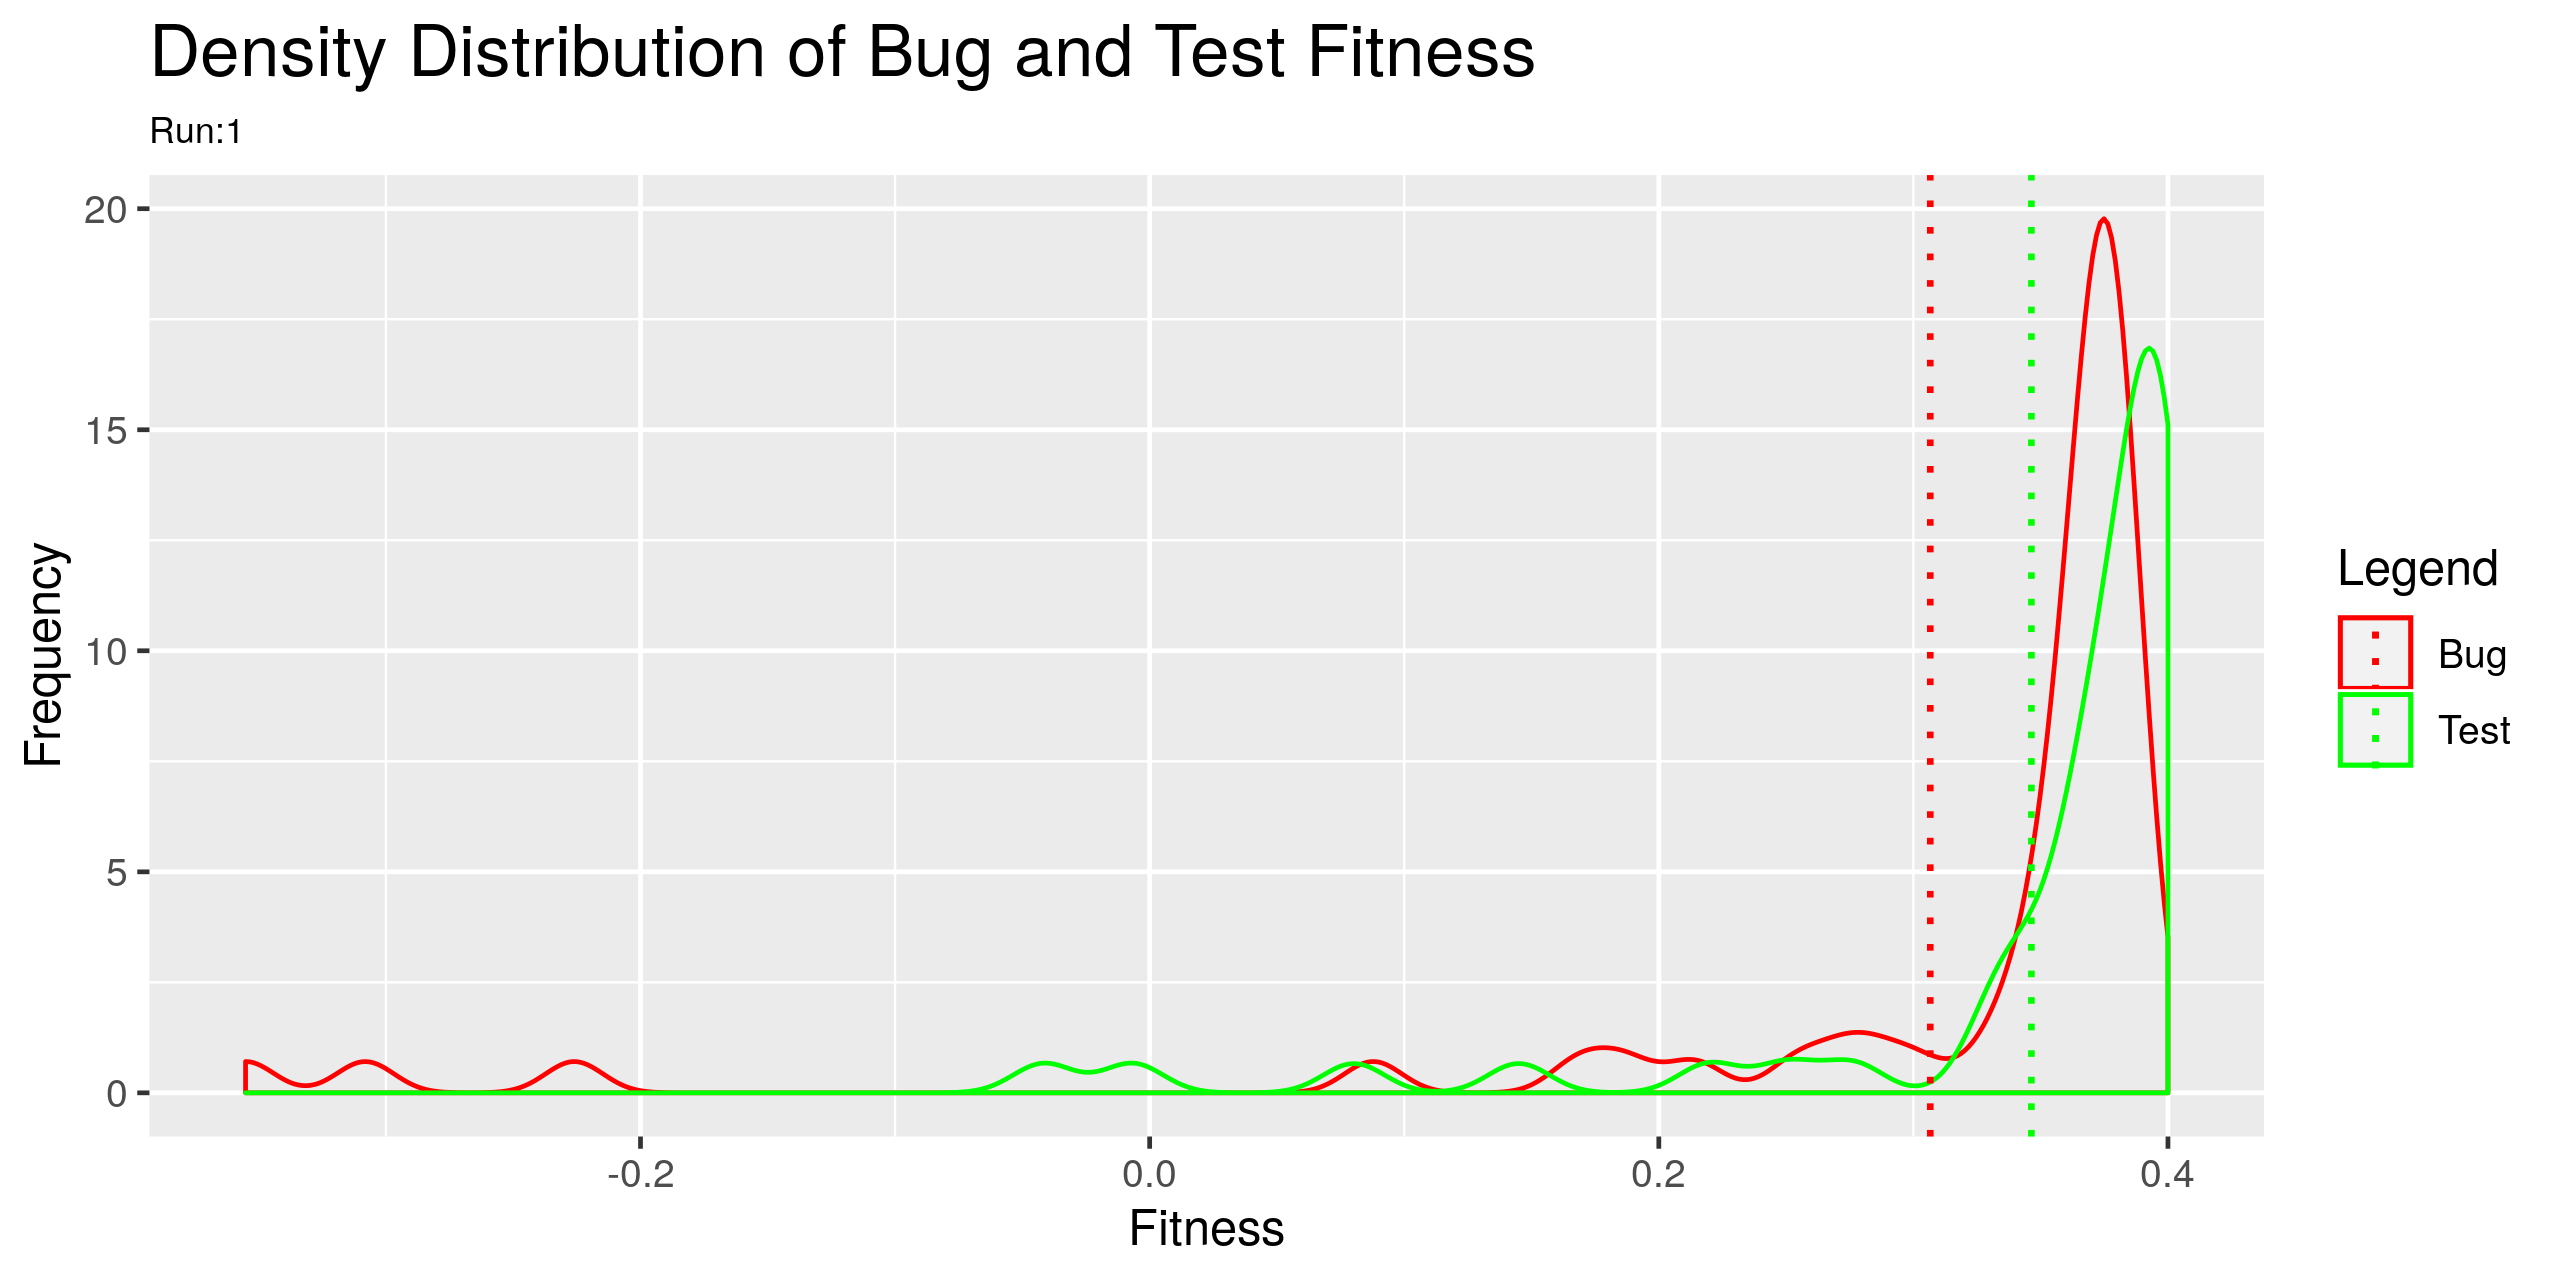 Density Distribution of Bug and Test Fitness
Run:1
20
15
10
5
0
Frequency
-0.2
0.0
0.2
0.4
Fitness
Legend
Bug
Test